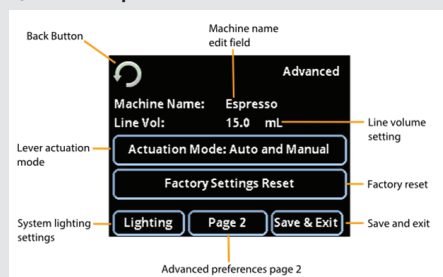 Machine name
edit field
Back Button
Advanced
Machine Name: Espresso
Line Vol: 15.0 mL
Line volume
setting
Lever actuation
mode
Actuation Mode: Auto and Manual
Factory Settings Reset
Factory reset
System lighting
settings
Lighting
Page 2
Save & Exit
Save and exit
Advanced preferences page 2